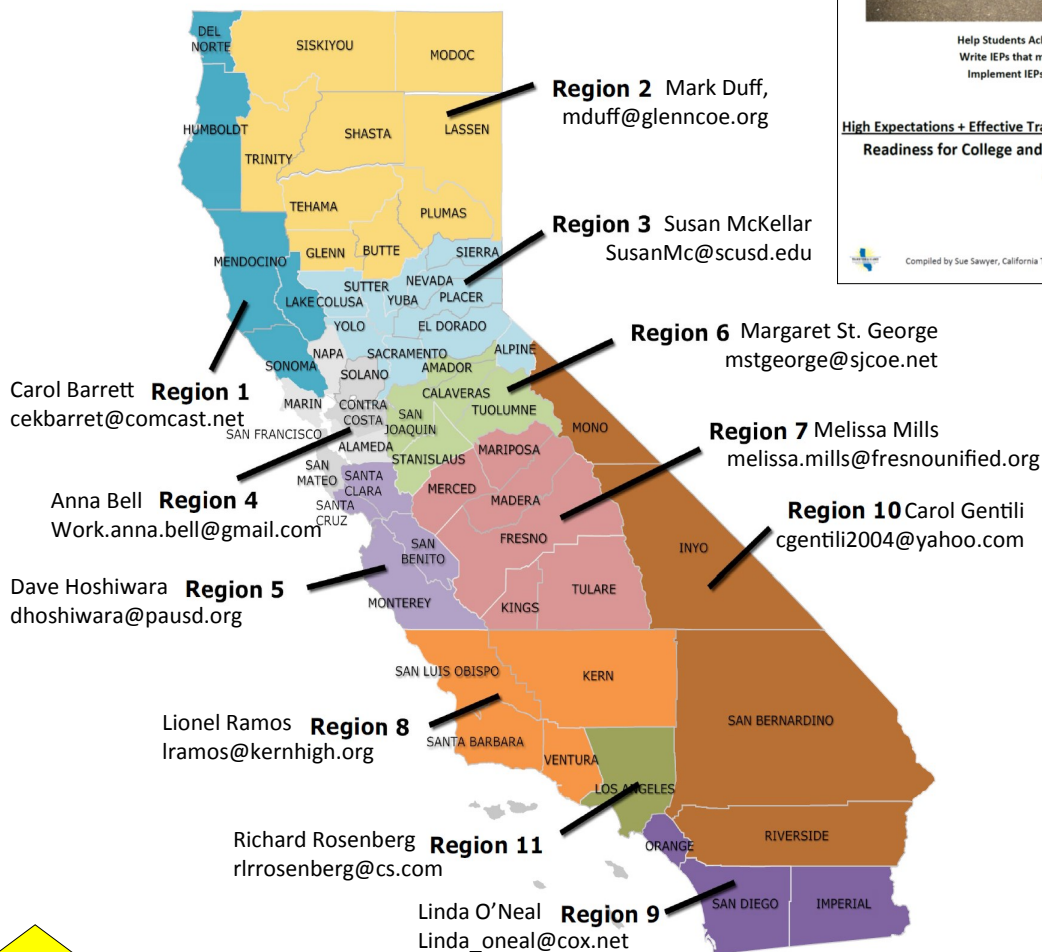 Help Students Ac
Write IEPs that m
Implement IEPs
High Expectations + Effective Tra
Readiness for College and
Compiled by Sue Sawyer, California T
Region 2 Mark Duff,
mduff@glenncoe.org
Region 3 Susan McKellar
SusanMc@scusd.edu
Region 6 Margaret St. George
mstgeorge@sjcoe.net
Carol Barrett Region 1
cekbarret@comcast.net
Region 7 Melissa Mills
melissa.mills@fresnounified.org
Anna Bell Region 4
Work.anna.bell@gmail.com
Region 10 Carol Gentili
cgentili2004@yahoo.com
Dave Hoshiwara Region 5
dhoshiwara@pausd.org
Lionel Ramos Region 8
lramos@kernhigh.org
Richard Rosenberg Region 11
rlrrosenberg@cs.com
Linda O’Neal Region 9
Linda_oneal@cox.net
DEL
NORTE
SISKIYOU
MODOC
HUMBOLDT
TRINITY
SHASTA
LASSEN
TEHAMA
PLUMAS
MENDOCINO
GLENN
BUTTE
SIERRA
LAKE
COLUSA
SUTTER
YUBA
NEVADA
PLACER
YOLO
EL DORADO
SONOMA
NAPA
SACRAMENTO
ALPINE
SOLANO
AMADOR
MARIN
CONTRA
COSTA
CALAVERAS
SAN FRANCISCO
SAN
JOAQUIN
TUOLUMNE
MONO
ALAMEDA
STANISLAUS
MARIPOSA
SAN
MATEO
SANTA
CLARA
MERCED
MADERA
SANTA
CRUZ
SAN
BENITO
FRESNO
INYO
MONTEREY
KINGS
TULARE
SAN LUIS OBISPO
KERN
SANTA BARBARA
VENTURA
SAN BERNARDINO
LOS ANGELES
ORANGE
RIVERSIDE
SAN DIEGO
IMPERIAL